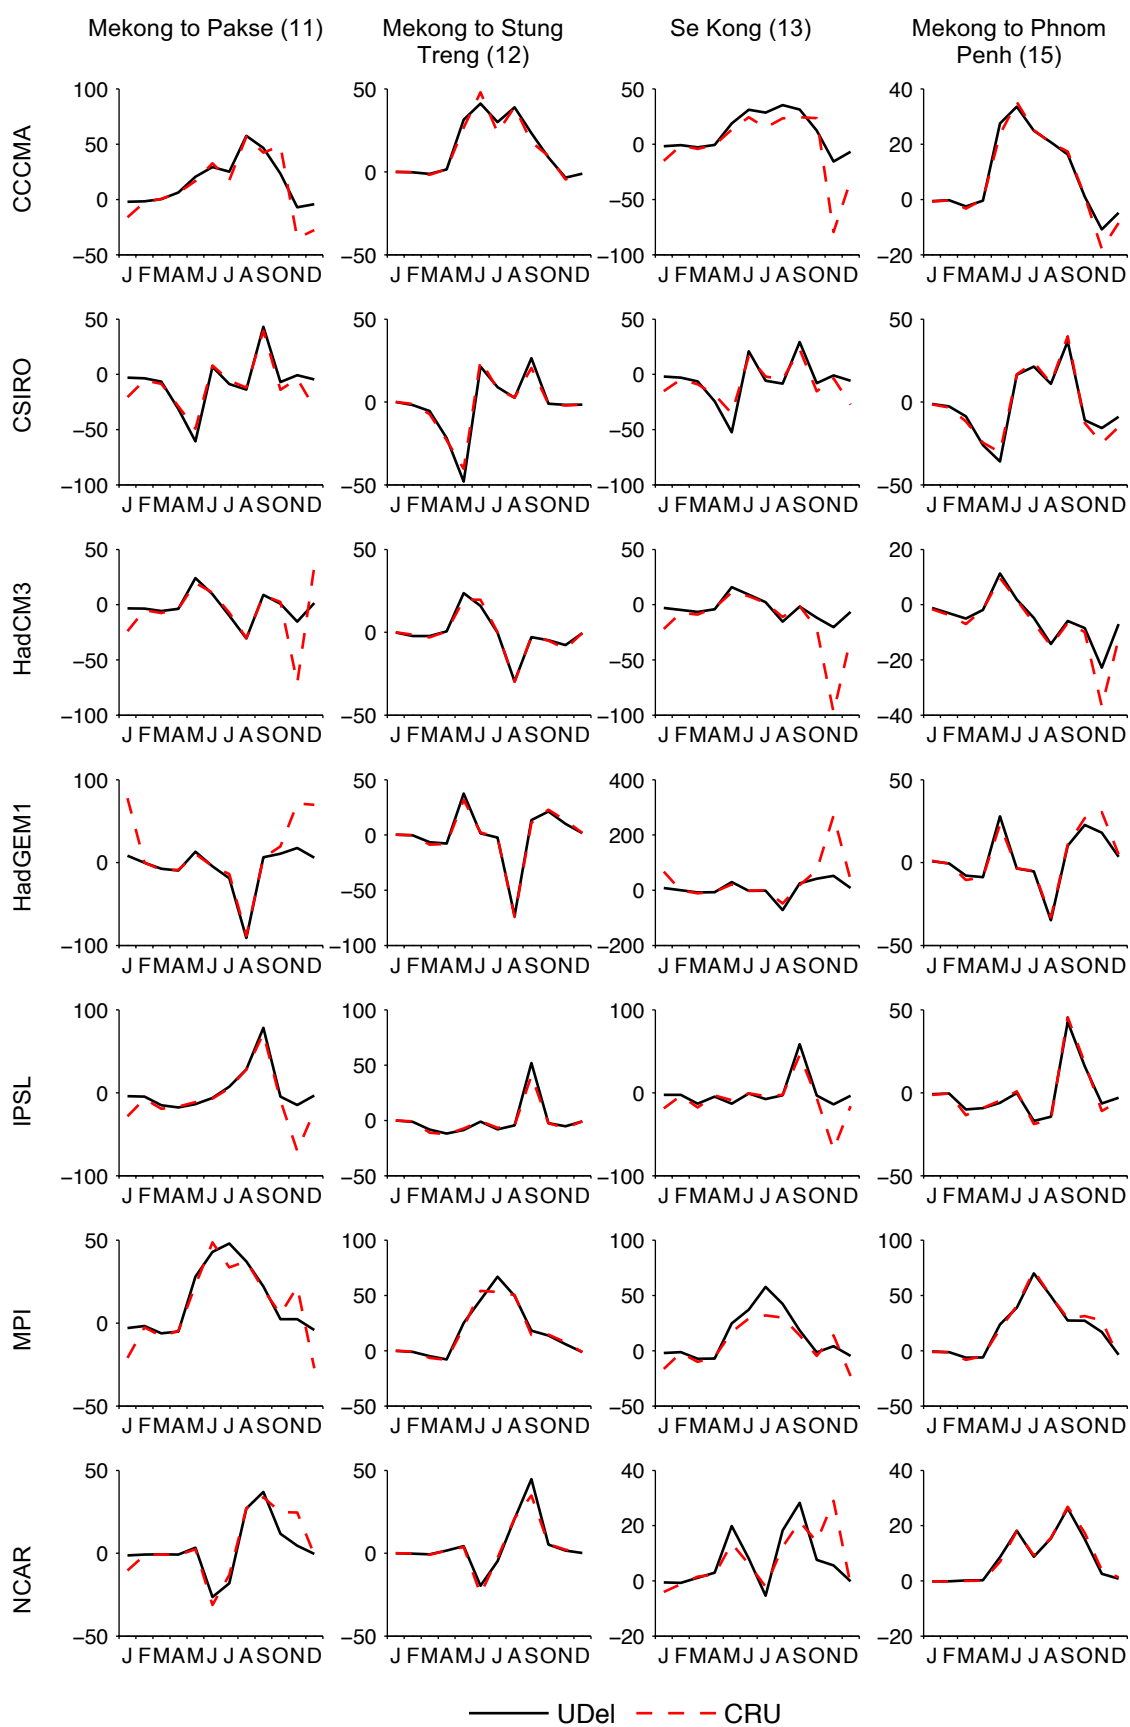 Mekong to Pakse (11)
Mekong to Stung
Treng (12)
Se Kong (13)
Mekong to Phnom
Penh (15)
CCCMA
100
50
0
−50
J F M A M J J A S O N D
50
0
−50
J F M A M J J A S O N D
50
0
−50
−100
J F M A M J J A S O N D
40
20
0
−20
J F M A M J J A S O N D
CSIRO
50
0
−50
−100
J F M A M J J A S O N D
50
0
−50
J F M A M J J A S O N D
50
0
−50
−100
J F M A M J J A S O N D
50
0
−50
J F M A M J J A S O N D
HadCM3
50
0
−50
−100
J F M A M J J A S O N D
50
0
−50
J F M A M J J A S O N D
50
0
−50
−100
J F M A M J J A S O N D
20
0
−20
−40
J F M A M J J A S O N D
HadGEM1
100
0
−100
J F M A M J J A S O N D
50
0
−50
−100
J F M A M J J A S O N D
400
200
0
−200
J F M A M J J A S O N D
50
0
−50
J F M A M J J A S O N D
IPSL
100
0
−100
J F M A M J J A S O N D
100
50
0
−50
J F M A M J J A S O N D
100
0
−100
J F M A M J J A S O N D
50
0
−50
J F M A M J J A S O N D
MPI
50
0
−50
J F M A M J J A S O N D
100
50
0
−50
J F M A M J J A S O N D
100
50
0
−50
J F M A M J J A S O N D
100
50
0
−50
J F M A M J J A S O N D
NCAR
50
0
−50
J F M A M J J A S O N D
50
0
−50
J F M A M J J A S O N D
40
20
0
−20
J F M A M J J A S O N D
40
20
0
−20
J F M A M J J A S O N D
UDel
CRU